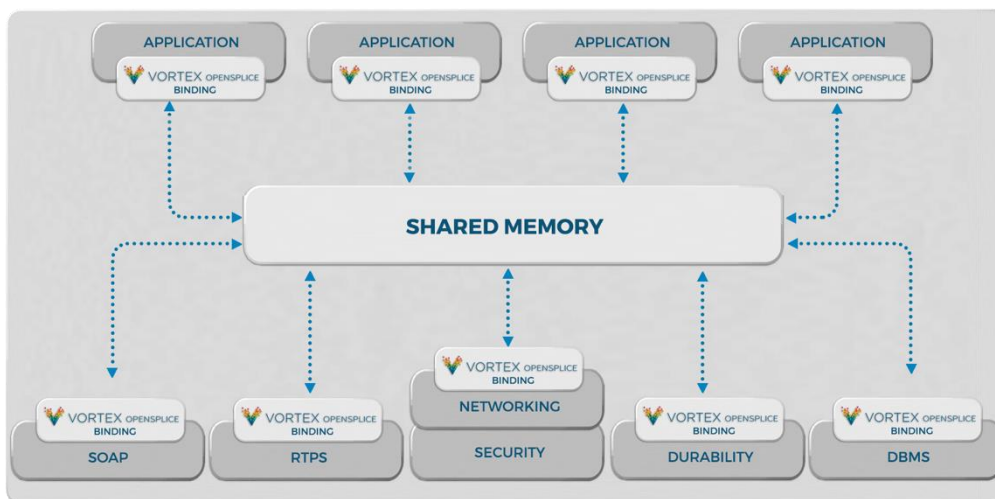 APPLICATION
VORTEX OPENSPLICE
BINDING
APPLICATION
VORTEX OPENSPLICE
BINDING
APPLICATION
VORTEX OPENSPLICE
BINDING
APPLICATION
VORTEX OPENSPLICE
BINDING
SHARED MEMORY
VORTEX OPENSPLICE
BINDING
SOAP
VORTEX OPENSPLICE
BINDING
RTPS
VORTEX OPENSPLICE
BINDING
NETWORKING
SECURITY
VORTEX OPENSPLICE
BINDING
DURABILITY
VORTEX OPENSPLICE
BINDING
DBMS